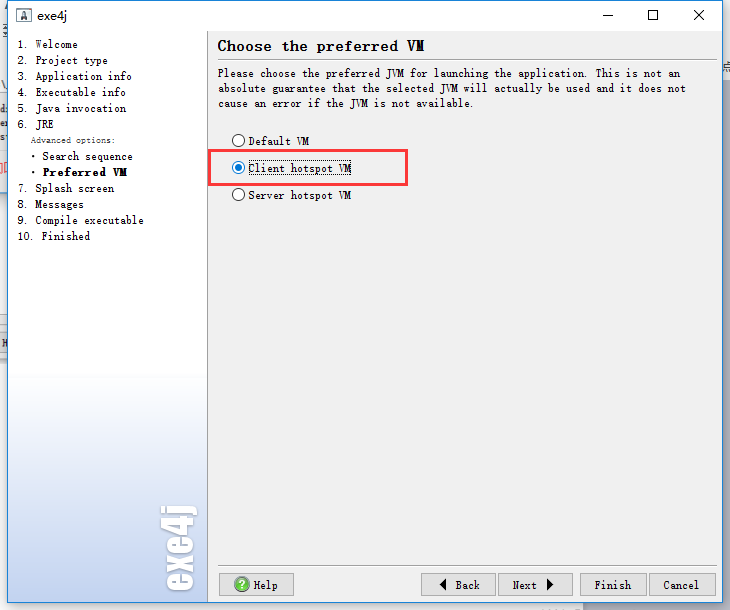 exe4j
1. Welcome
2. Project type
3. Application info
4. Executable info
5. Java invocation
6. JRE
Advanced options:
· Search sequence
· Preferred VM
7. Splash screen
8. Messages
9. Compile executable
10. Finished
exe4j
Choose the preferred VM
Please choose the preferred JVM for launching the application. This is not an
absolute guarantee that the selected JVM will actually be used and it does not
cause an error if the JVM is not available.
Default VM
Client hotspot VM
Server hotspot VM
Help
Back
Next
Finish
Cancel